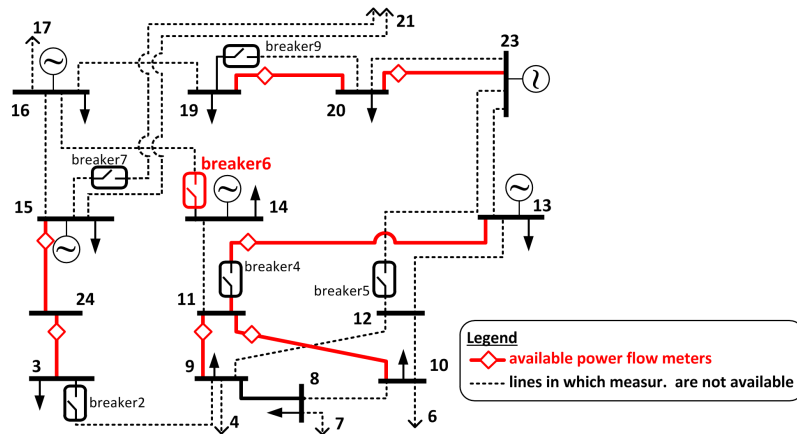 17
21
23
breaker9
16
19
20
breaker7
breaker6
15
14
13
breaker4
breaker5
24
11
12
Legend
available power flow meters
lines in which measur. are not available
3
9
8
10
breaker2
4
7
6